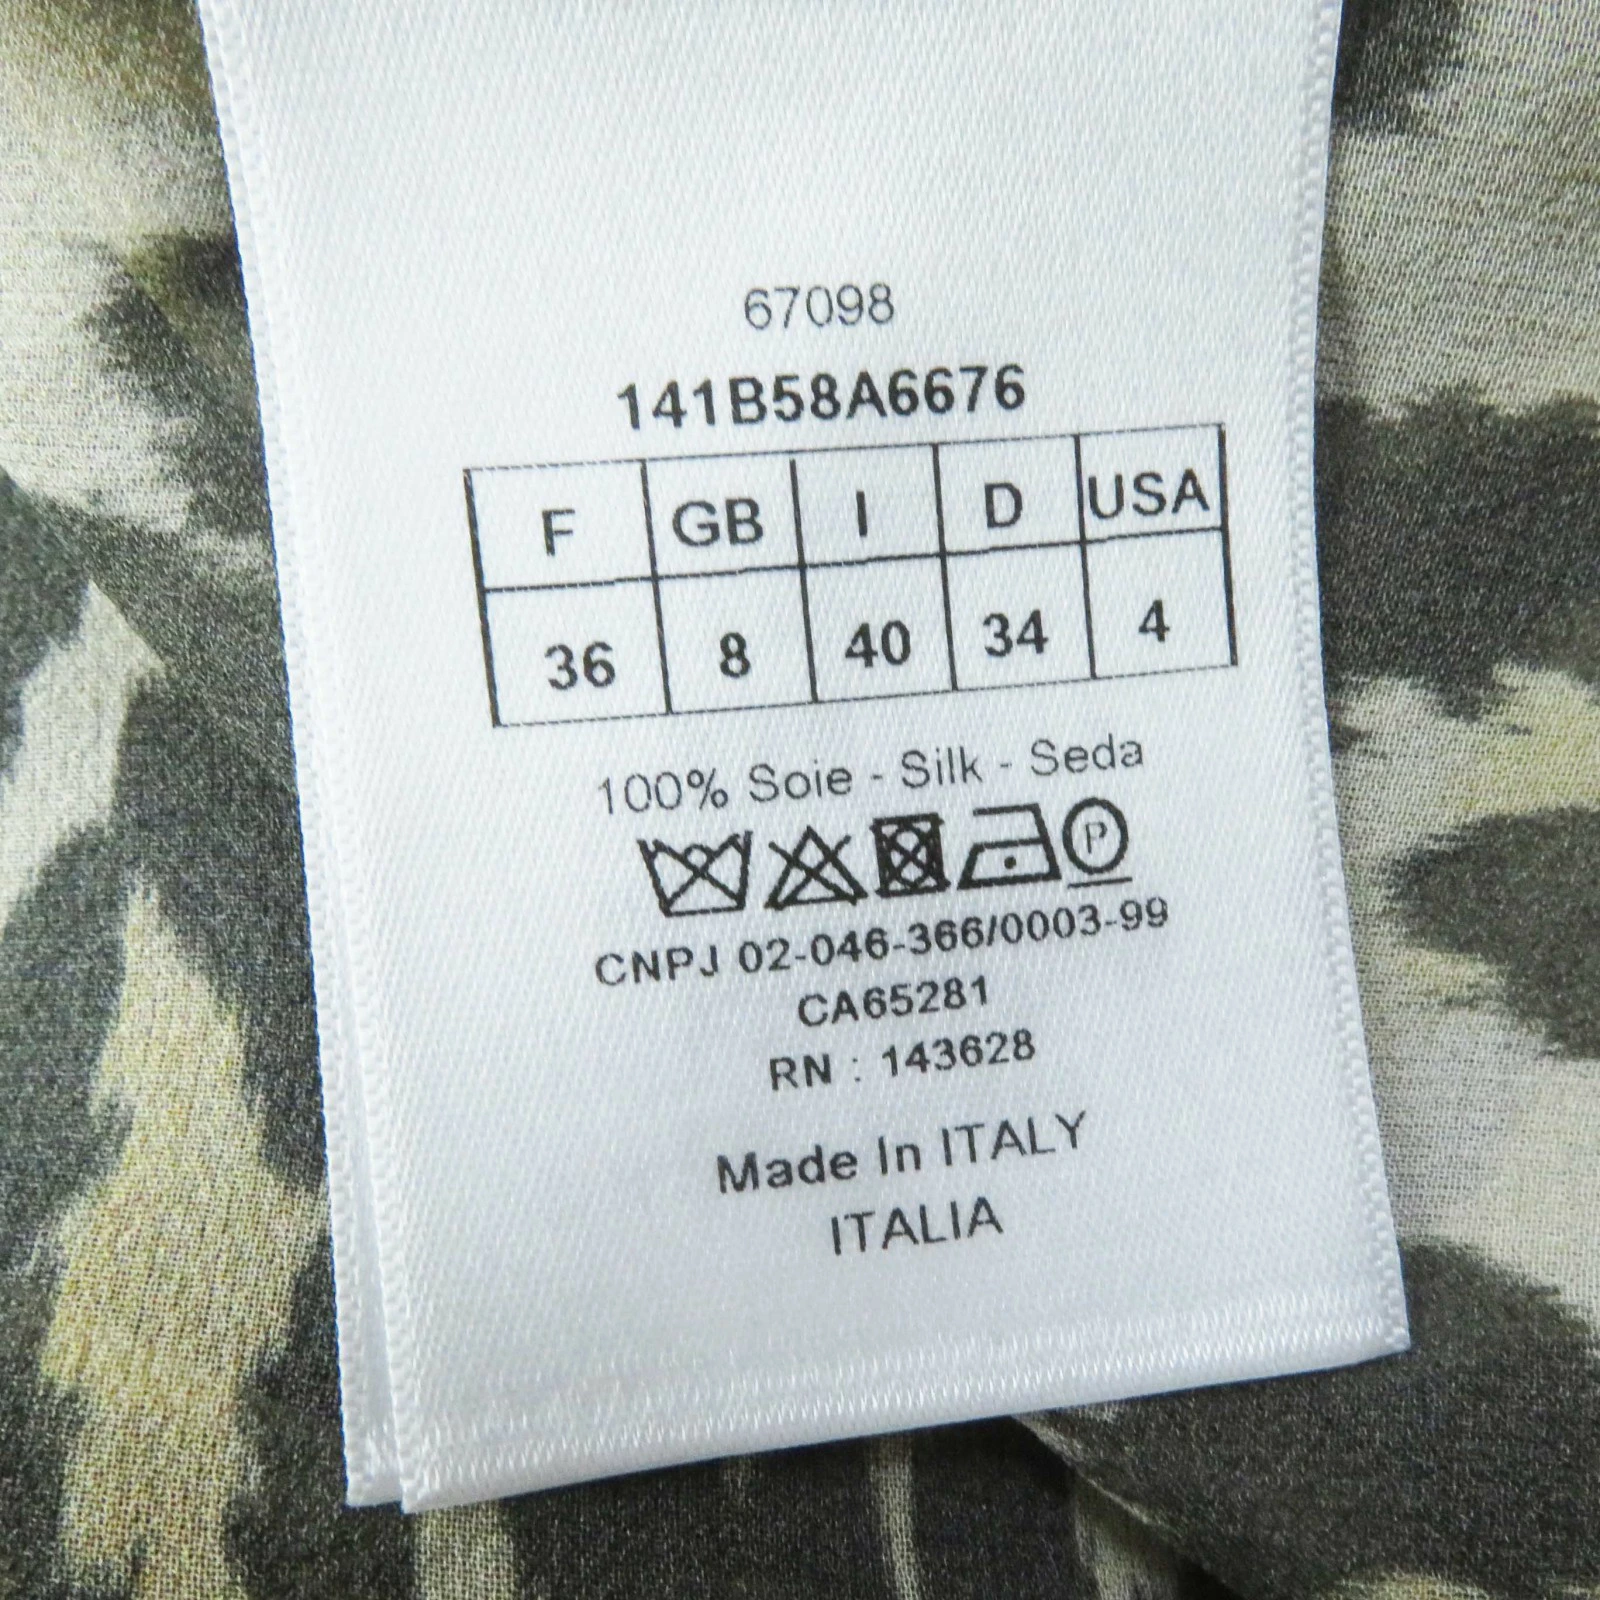 67098
141B58A6676
F GB I D USA
36 8 40 34 4
100% Soie - Silk - Seda
P
CNPJ 02-046-366/0003-99
CA65281
RN : 143628
Made In ITALY
ITALIA